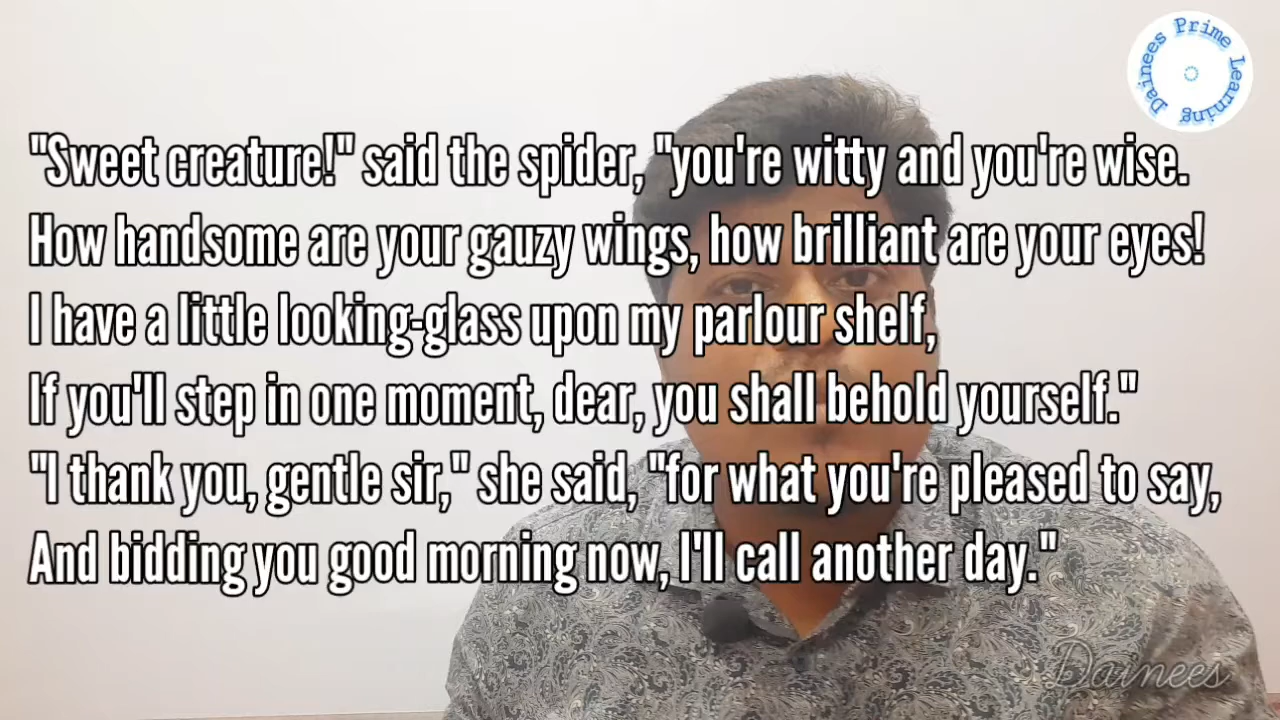 Dainees Prime Learning
"Sweet creature!" said the spider, "you're witty and you're wise.
How handsome are your gauzy wings, how brilliant are your eyes!
I have a little looking-glass upon my parlour shelf,
If you'll step in one moment, dear, you shall behold yourself."
"I thank you, gentle sir," she said, "for what you're pleased to say,
And bidding you good morning now, I'll call another day."
Dainees